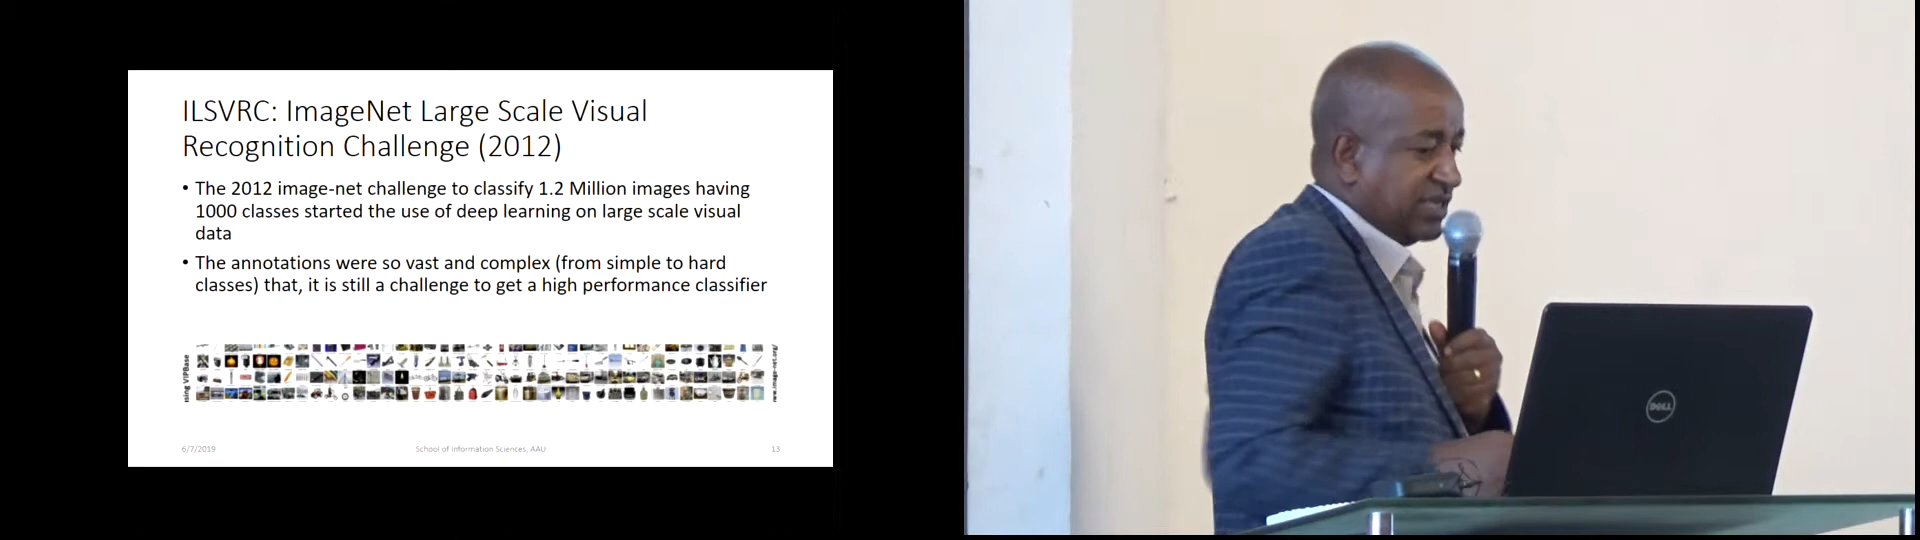 ILSVRC: ImageNet Large Scale Visual
Recognition Challenge (2012)
• The 2012 image-net challenge to classify 1.2 Million images having
1000 classes started the use of deep learning on large scale visual
data
• The annotations were so vast and complex (from simple to hard
classes) that, it is still a challenge to get a high performance classifier
using VIPBase
6/7/2019
School of Information Sciences, AAU
13
DELL